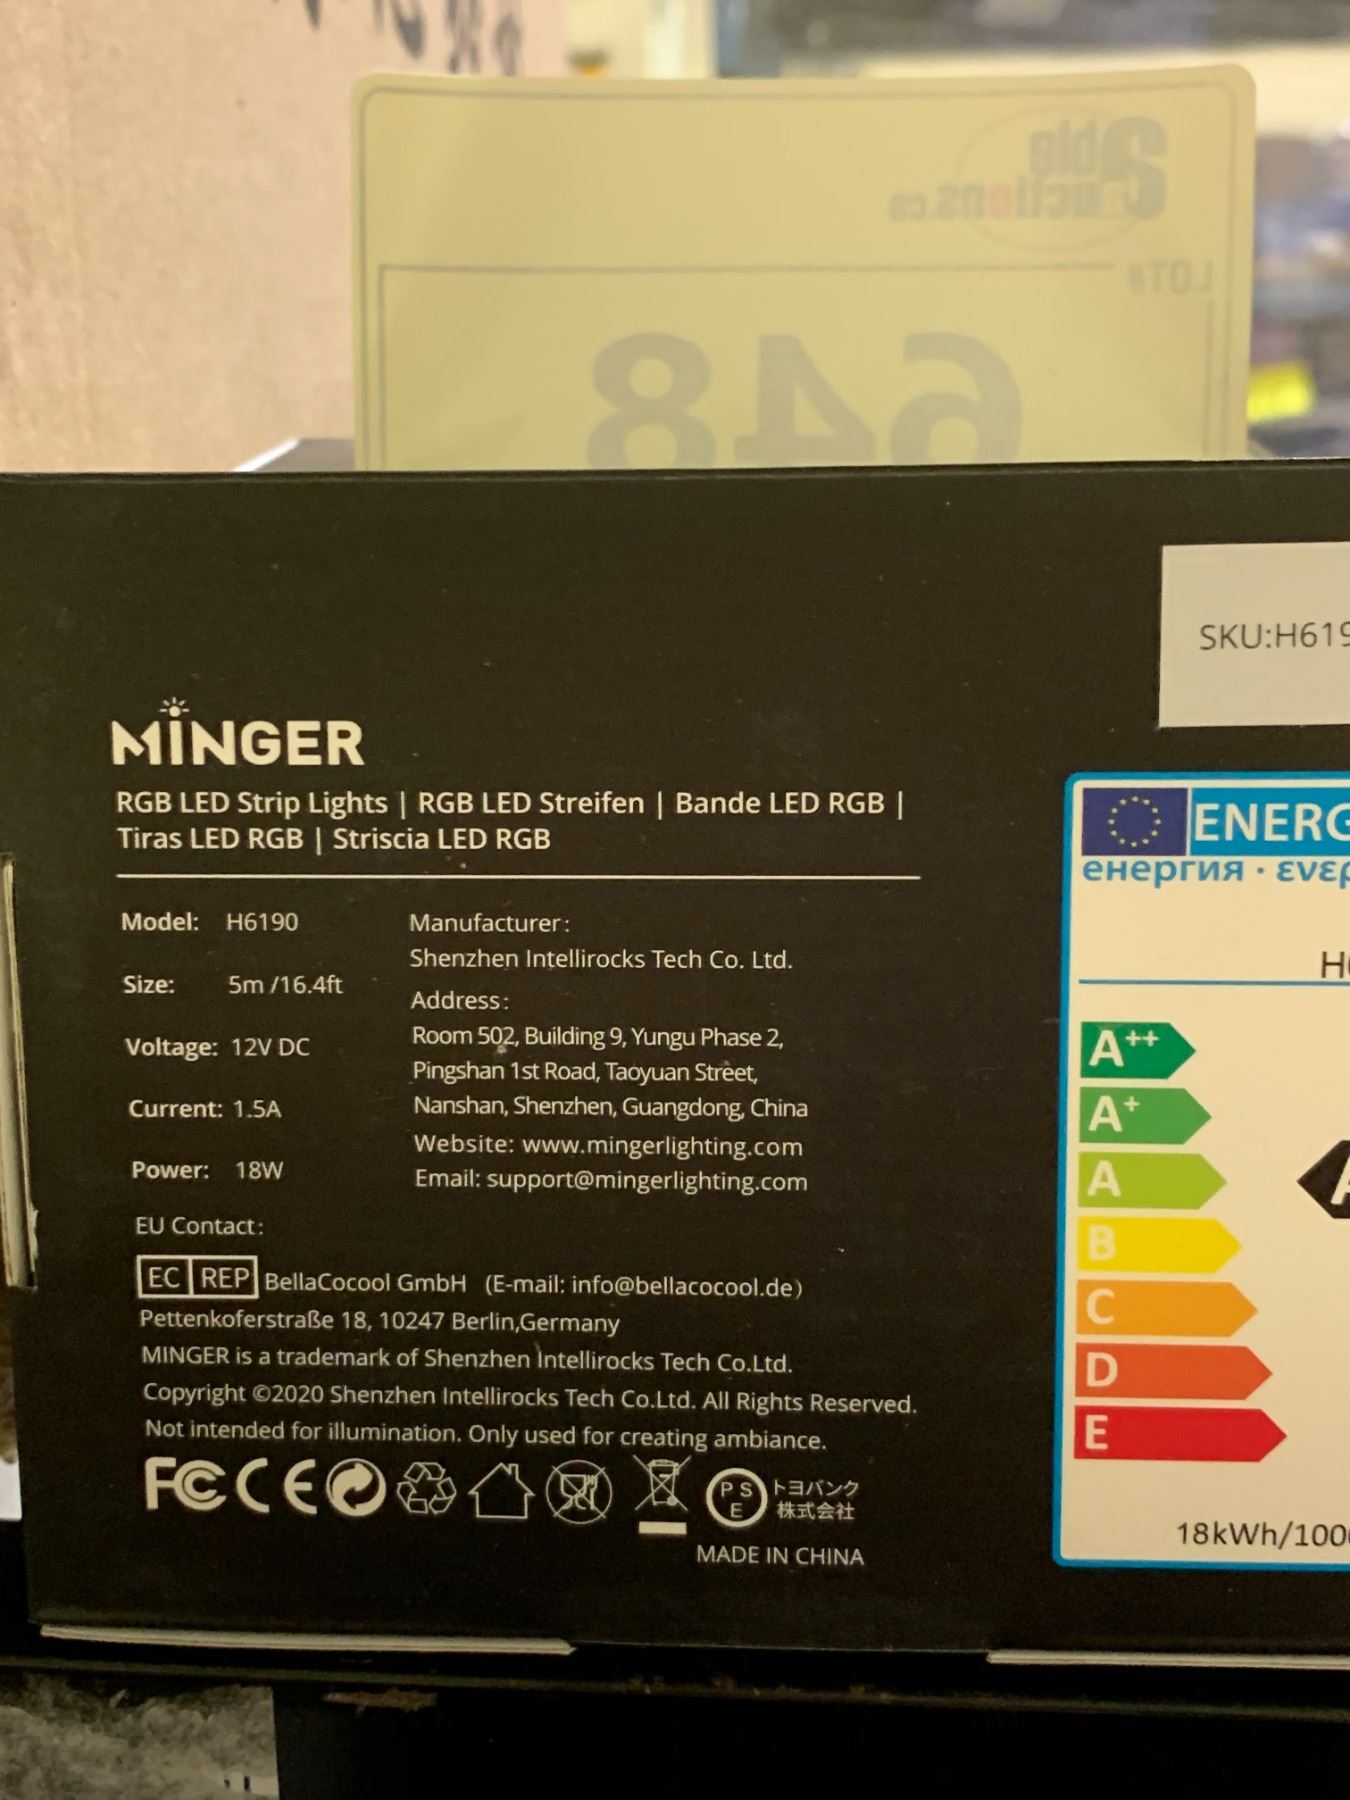 able
auctions.ca
LOT#
648
SKU:H619
MINGER
RGB LED Strip Lights | RGB LED Streifen | Bande LED RGB |
Tiras LED RGB | Striscia LED RGB
Model: H6190
Size: 5m /16.4ft
Voltage: 12V DC
Current: 1.5A
Power: 18W
Manufacturer:
Shenzhen Intellirocks Tech Co. Ltd.
Address:
Room 502, Building 9, Yungu Phase 2,
Pingshan 1st Road, Taoyuan Street,
Nanshan, Shenzhen, Guangdong, China
Website: www.mingerlighting.com
Email: support@mingerlighting.com
EU Contact:
EC REP BellaCocool GmbH (E-mail: info@bellacocool.de)
Pettenkoferstraße 18, 10247 Berlin,Germany
MINGER is a trademark of Shenzhen Intellirocks Tech Co.Ltd.
Copyright ©2020 Shenzhen Intellirocks Tech Co.Ltd. All Rights Reserved.
Not intended for illumination. Only used for creating ambiance.
FC CE PSE トヨバンク
株式会社
MADE IN CHINA
ENERG
енергия · ενερ
H6
A++
A+
A
A
B
C
D
E
18kWh/100